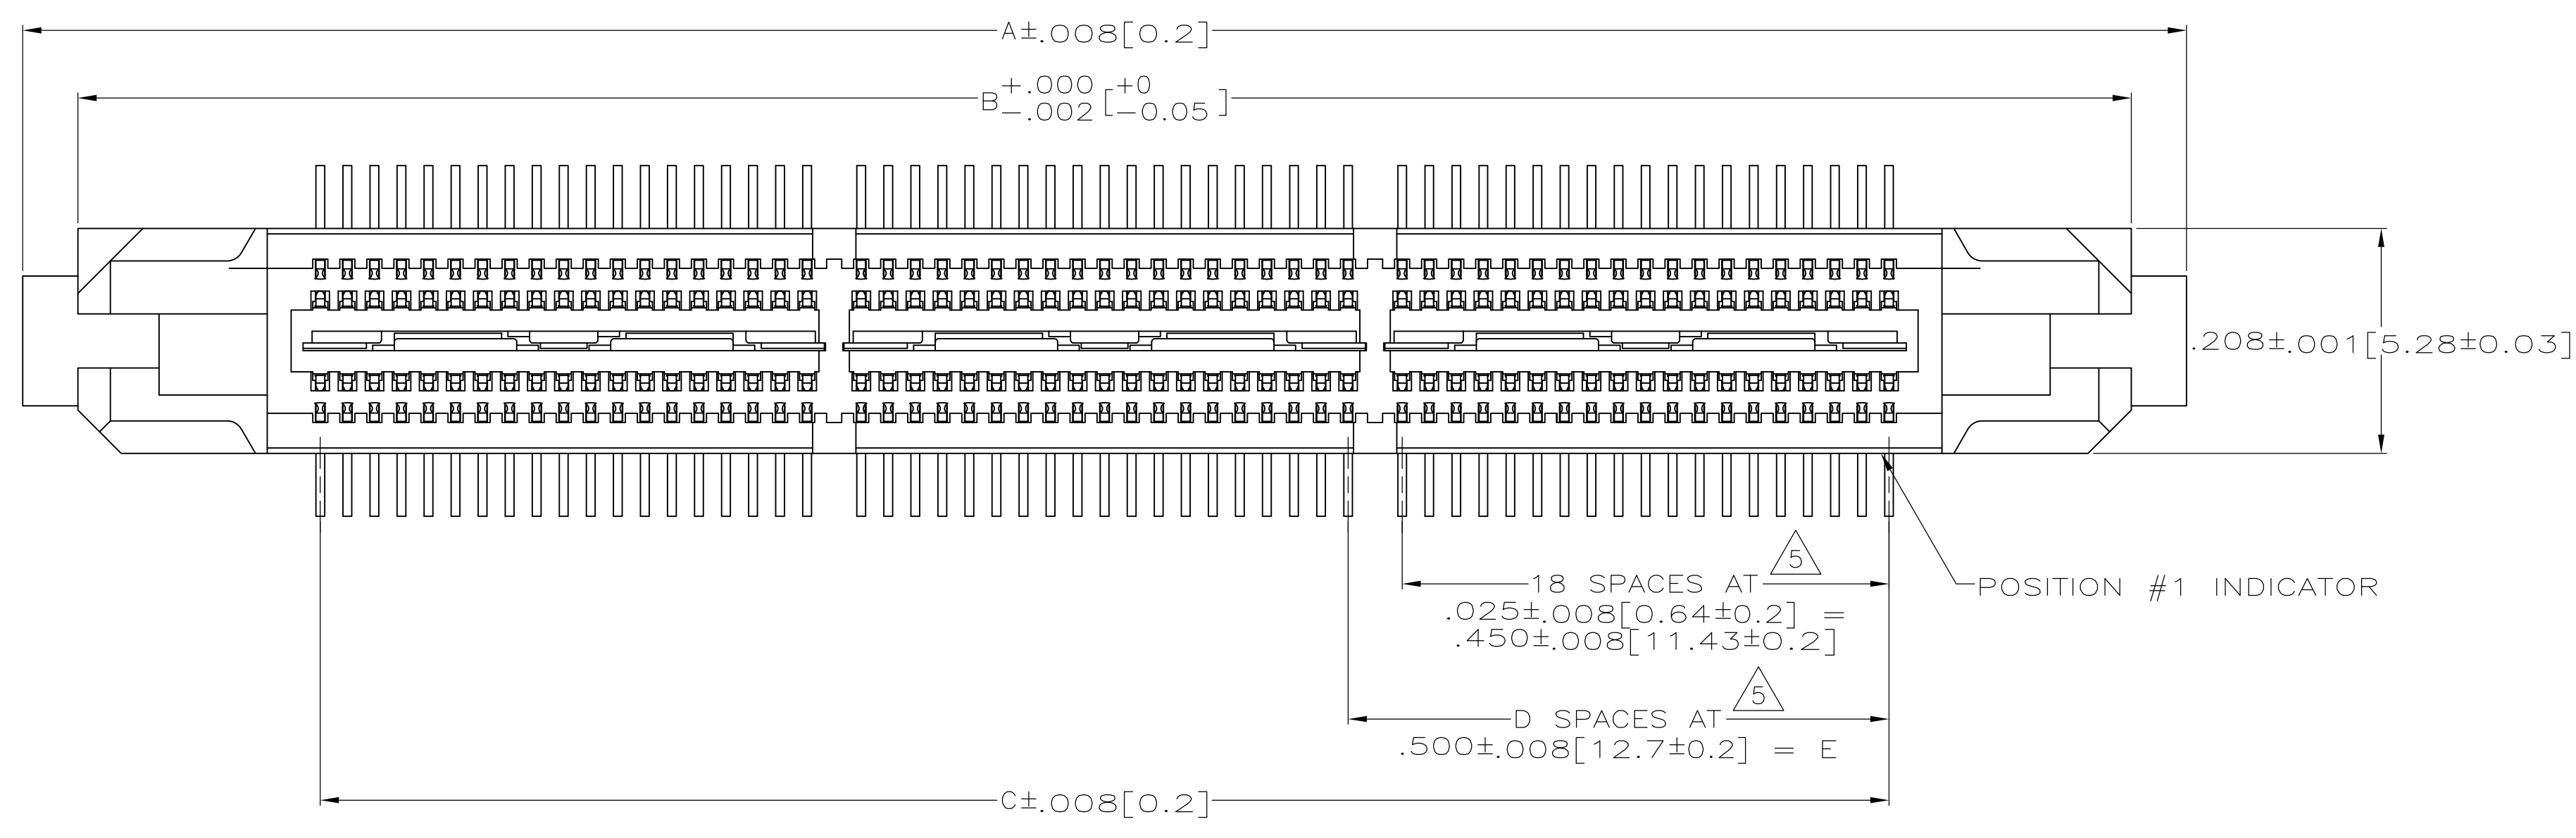 A±.008[0.2]
B +.000 -.002 [+0 -0.05]
.208±.001[5.28±0.03]
5
18 SPACES AT
.025±.008[0.64±0.2] =
.450±.008[11.43±0.2]
POSITION #1 INDICATOR
5
D SPACES AT
.500±.008[12.7±0.2] = E
C±.008[0.2]